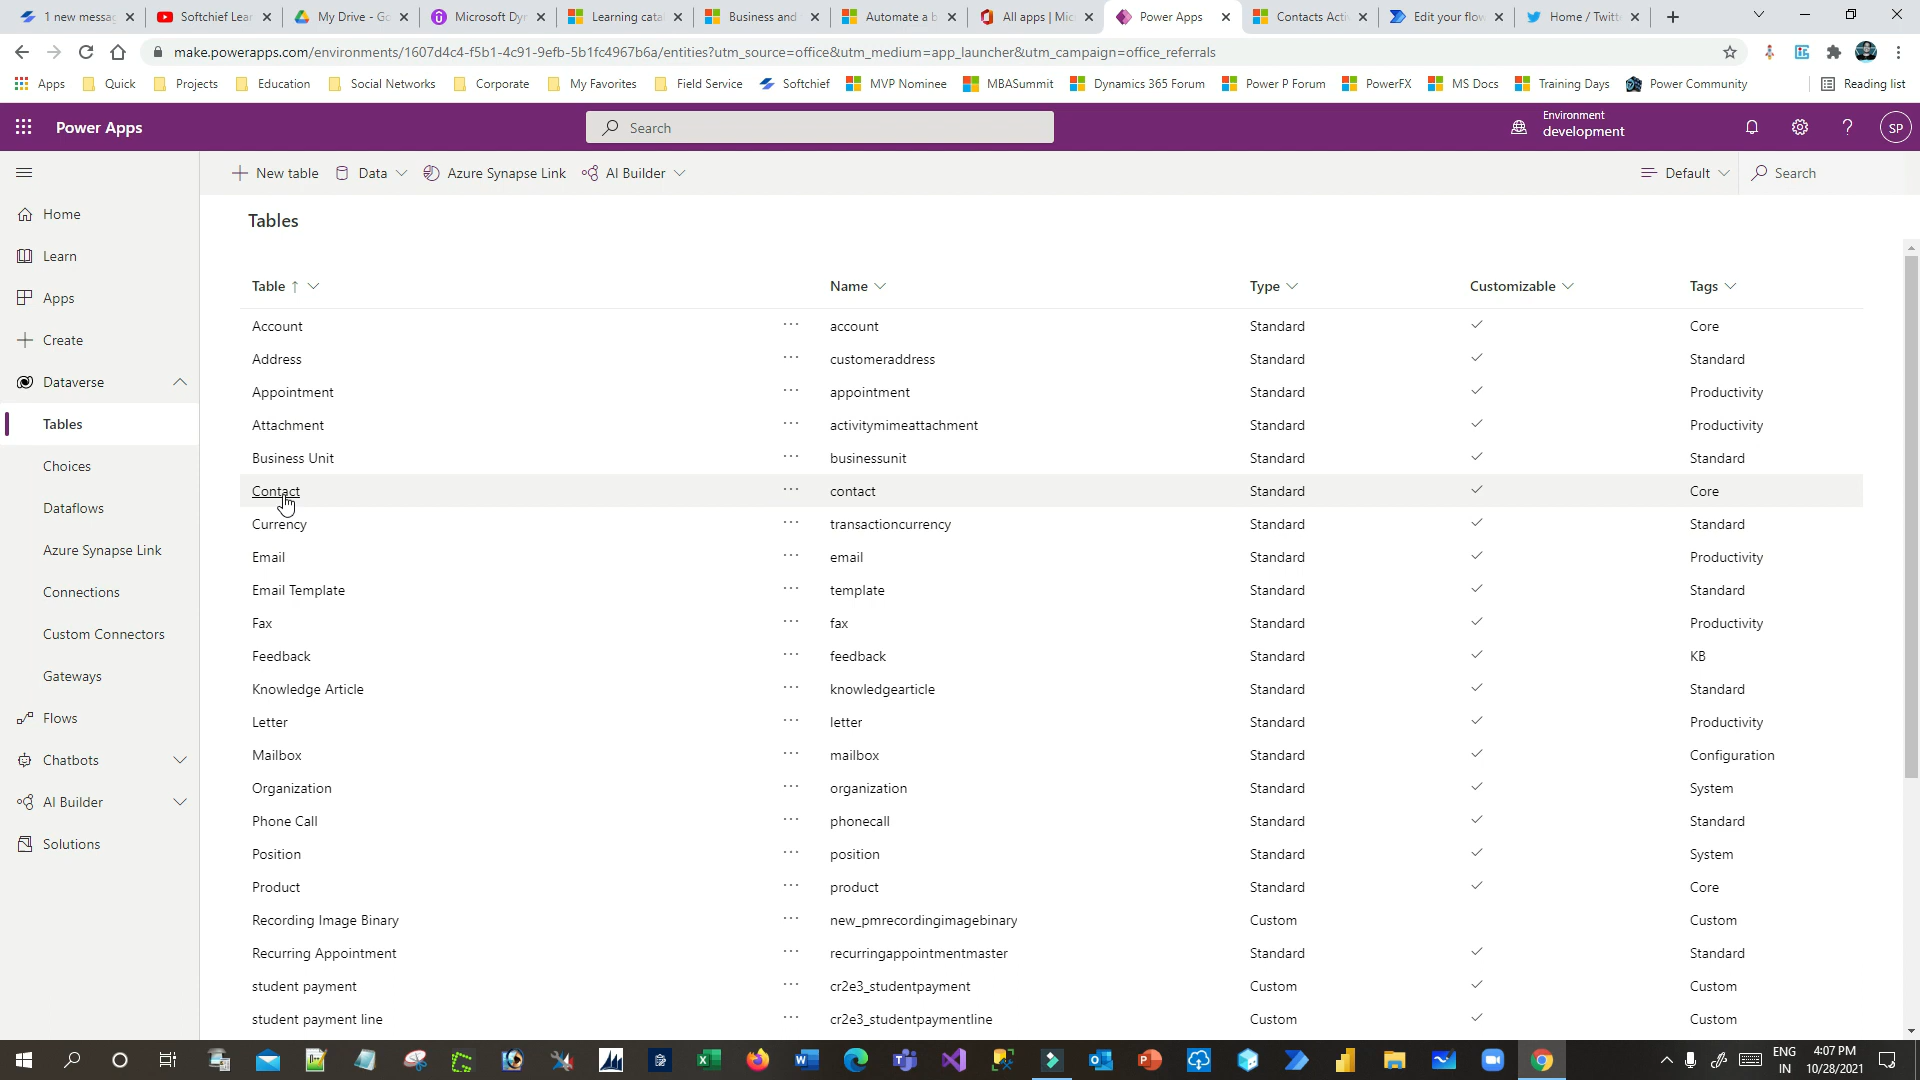 1 new messag
Softchief Lear
My Drive - Go
Microsoft Dyn
Learning catal
Business and
Automate a b
All apps | Mic
Power Apps
Contacts Acti
Edit your flow
Home / Twitt
make.powerapps.com/environments/1607d4c4-f5b1-4c91-9efb-5b1fc4967b6a/entities?utm_source=office&utm_medium=app_launcher&utm_campaign=office_referrals
Apps Quick Projects Education Social Networks Corporate My Favorites Field Service Softchief MVP Nominee MBASummit Dynamics 365 Forum Power P Forum PowerFX MS Docs Training Days Power Community Reading list
Power Apps
Search
Environment
development
SP
New table Data Azure Synapse Link AI Builder Default Search
Home
Learn
Apps
Create
Dataverse
Tables
Choices
Dataflows
Azure Synapse Link
Connections
Custom Connectors
Gateways
Flows
Chatbots
AI Builder
Solutions
Tables
Table ↑ Name Type Customizable Tags
Account ··· account Standard ✓ Core
Address ··· customeraddress Standard ✓ Standard
Appointment ··· appointment Standard ✓ Productivity
Attachment ··· activitymimeattachment Standard ✓ Productivity
Business Unit ··· businessunit Standard ✓ Standard
Contact ··· contact Standard ✓ Core
Currency ··· transactioncurrency Standard ✓ Standard
Email ··· email Standard ✓ Productivity
Email Template ··· template Standard ✓ Standard
Fax ··· fax Standard ✓ Productivity
Feedback ··· feedback Standard ✓ KB
Knowledge Article ··· knowledgearticle Standard ✓ Standard
Letter ··· letter Standard ✓ Productivity
Mailbox ··· mailbox Standard ✓ Configuration
Organization ··· organization Standard ✓ System
Phone Call ··· phonecall Standard ✓ Standard
Position ··· position Standard ✓ System
Product ··· product Standard ✓ Core
Recording Image Binary ··· new_pmrecordingimagebinary Custom Custom
Recurring Appointment ··· recurringappointmentmaster Standard ✓ Standard
student payment ··· cr2e3_studentpayment Custom ✓ Custom
student payment line ··· cr2e3_studentpaymentline Custom ✓ Custom
ENG
IN
4:07 PM
10/28/2021